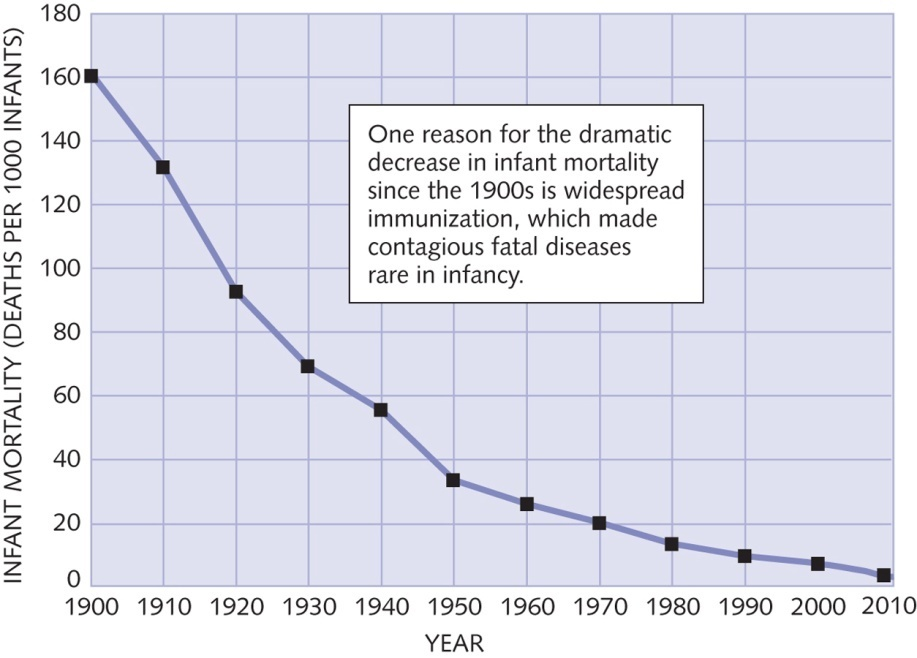 INFANT MORTALITY (DEATHS PER 1000 INFANTS)
180
160
140
120
100
80
60
40
20
0
One reason for the dramatic
decrease in infant mortality
since the 1900s is widespread
immunization, which made
contagious fatal diseases
rare in infancy.
1900 1910 1920 1930 1940 1950 1960 1970 1980 1990 2000 2010
YEAR